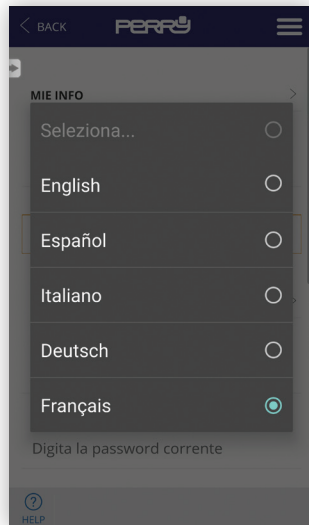 BACK
PERRY
MIE INFO
Seleziona...
English
Español
Italiano
Deutsch
Français
Digita la password corrente
?
HELP